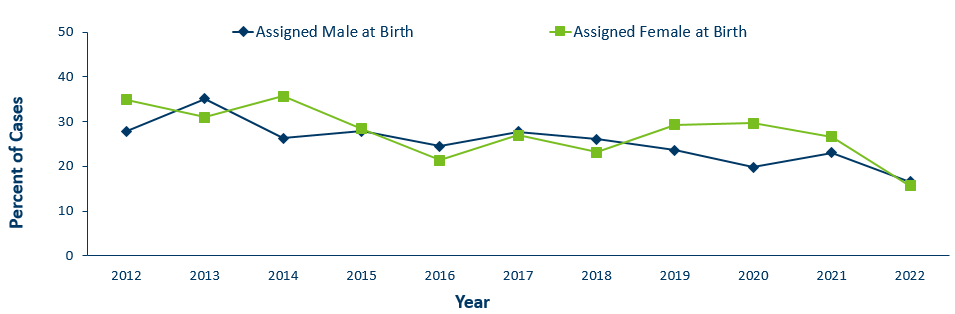 Assigned Male at Birth
Assigned Female at Birth
50
40
30
20
10
0
Percent of Cases
2012 2013 2014 2015 2016 2017 2018 2019 2020 2021 2022
Year